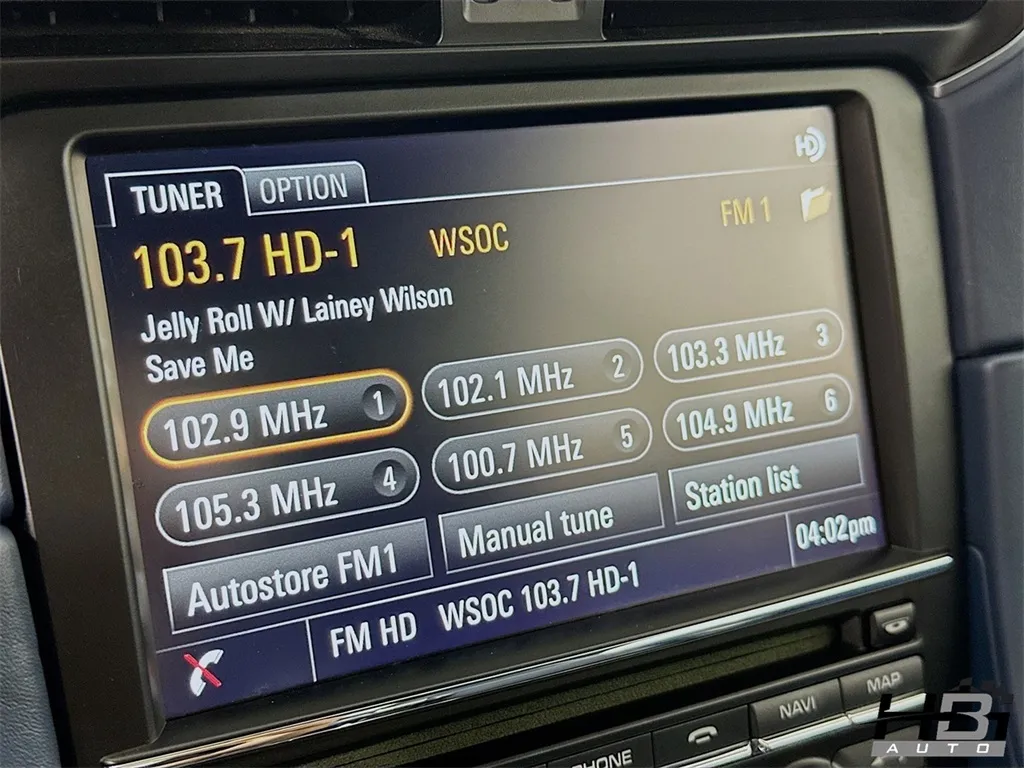 HD
TUNER OPTION
103.7 HD-1 WSOC FM 1
Jelly Roll W/ Lainey Wilson
Save Me
102.9 MHz 1 102.1 MHz 2 103.3 MHz 3
105.3 MHz 4 100.7 MHz 5 104.9 MHz 6
Autostore FM1 Manual tune Station list
FM HD WSOC 103.7 HD-1 04:02pm
PHONE NAVI MAP
HBI
AUTO